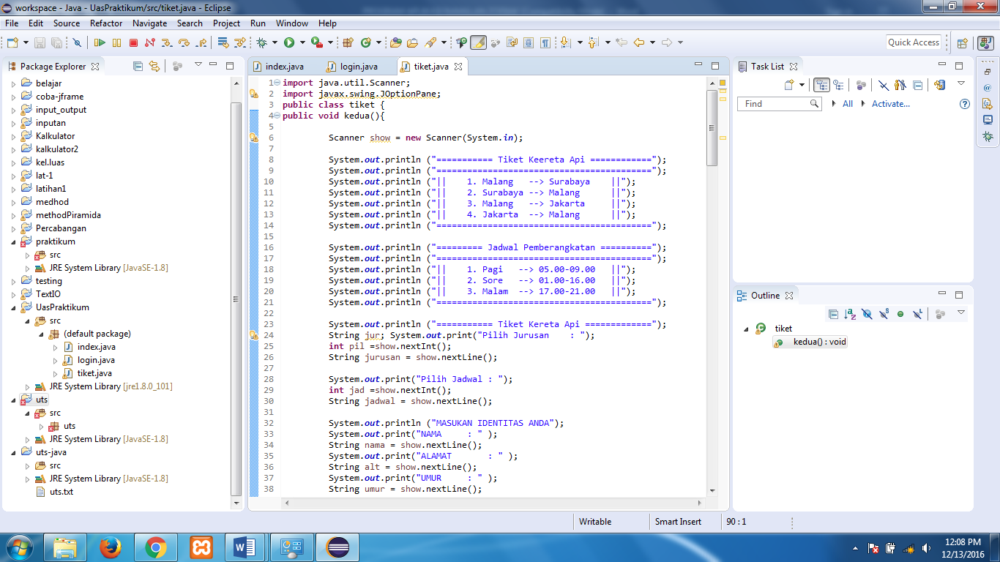 workspace - Java - UasPraktikum/src/tiket.java - Eclipse
File Edit Source Refactor Navigate Search Project Run Window Help
Quick Access
Package Explorer
belajar
coba-jframe
input_output
inputan
Kalkulator
kalkulator2
kel.luas
lat-1
latihan1
medhod
methodPiramida
Percabangan
praktikum
src
JRE System Library [JavaSE-1.8]
testing
TextIO
UasPraktikum
src
(default package)
index.java
login.java
tiket.java
JRE System Library [jre1.8.0_101]
uts
src
uts
JRE System Library [JavaSE-1.8]
uts-java
src
JRE System Library [JavaSE-1.8]
uts.txt
index.java login.java tiket.java
1 import java.util.Scanner;
2 import javax.swing.JOptionPane;
3 public class tiket {
4 public void kedua(){
5
6 Scanner show = new Scanner(System.in);
7
8 System.out.println ("=========== Tiket Keereta Api ============");
9 System.out.println ("==========================================");
10 System.out.println ("||    1. Malang   --> Surabaya    ||");
11 System.out.println ("||    2. Surabaya --> Malang      ||");
12 System.out.println ("||    3. Malang   --> Jakarta     ||");
13 System.out.println ("||    4. Jakarta  --> Malang      ||");
14 System.out.println ("==========================================");
15
16 System.out.println ("========= Jadwal Pemberangkatan ==========");
17 System.out.println ("==========================================");
18 System.out.println ("||    1. Pagi   --> 05.00-09.00   ||");
19 System.out.println ("||    2. Sore   --> 01.00-16.00   ||");
20 System.out.println ("||    3. Malam  --> 17.00-21.00   ||");
21 System.out.println ("==========================================");
22
23 System.out.println ("=========== Tiket Kereta Api =============");
24 String jur; System.out.print("Pilih Jurusan    : ");
25 int pil =show.nextInt();
26 String jurusan = show.nextLine();
27
28 System.out.print("Pilih Jadwal : ");
29 int jad =show.nextInt();
30 String jadwal = show.nextLine();
31
32 System.out.println ("MASUKAN IDENTITAS ANDA");
33 System.out.print("NAMA     : " );
34 String nama = show.nextLine();
35 System.out.print("ALAMAT       : " );
36 String alt = show.nextLine();
37 System.out.print("UMUR     : " );
38 String umur = show.nextLine();
Task List
Find All Activate...
Outline
tiket
kedua() : void
Writable Smart Insert 90 : 1
12:08 PM
12/13/2016